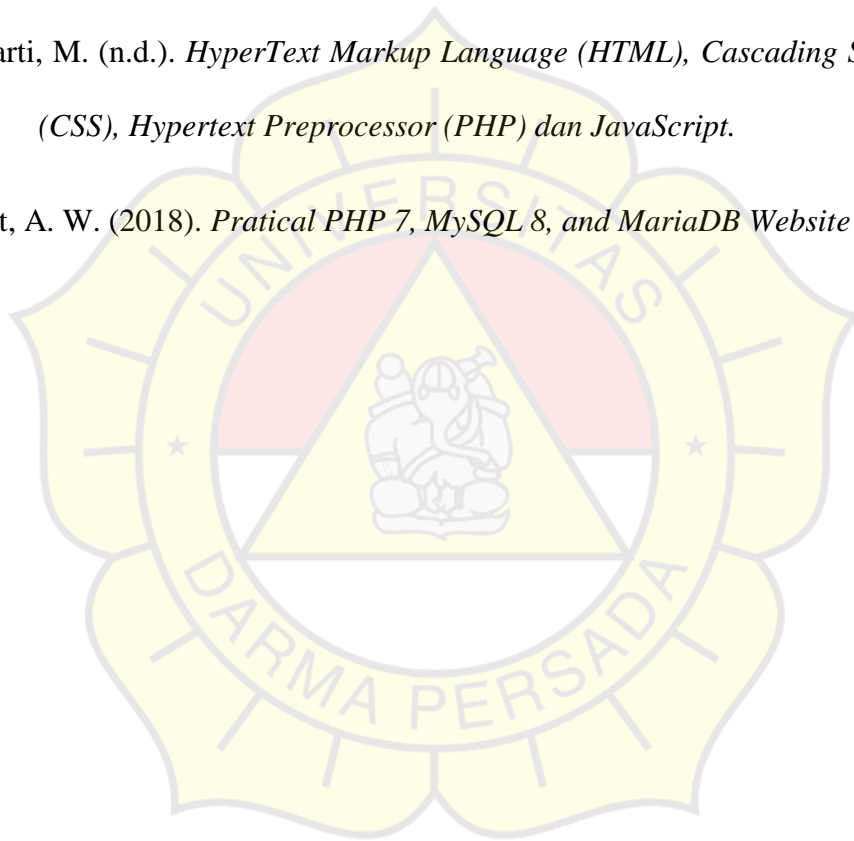 arti, M. (n.d.). HyperText Markup Language (HTML), Cascading S
(CSS), Hypertext Preprocessor (PHP) dan JavaScript.
t, A. W. (2018). Pratical PHP 7, MySQL 8, and MariaDB Website
UNIVERSITAS
DARMA PERSADA